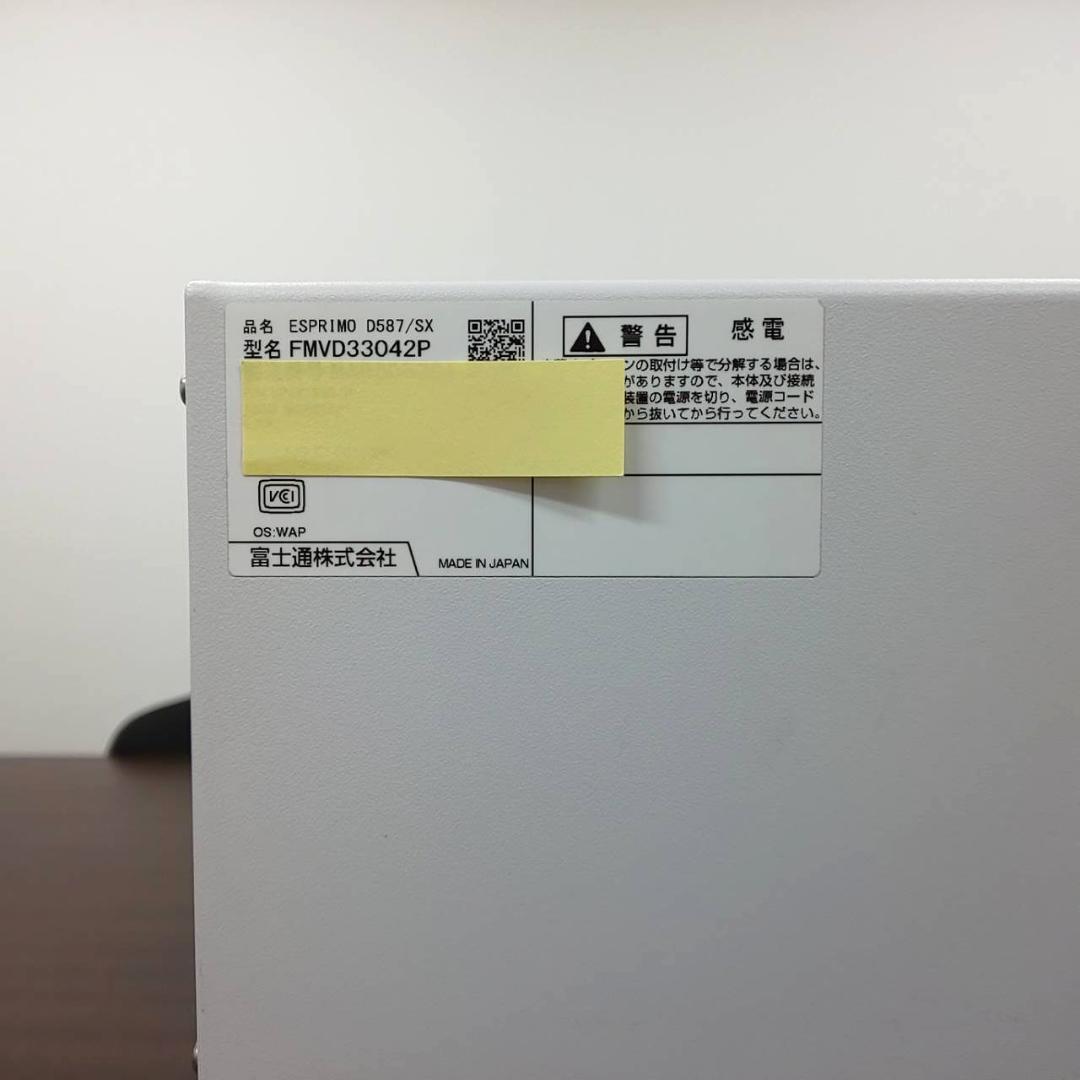 品名 ESPRIMO D587/SX
型名 FMVD33042P
VCI
OS:WAP
富士通株式会社
MADE IN JAPAN
警告 感電
ンの取付け等で分解する場合は、
がありますので、本体及び接続
装置の電源を切り、電源コード
から抜いてから行ってください。